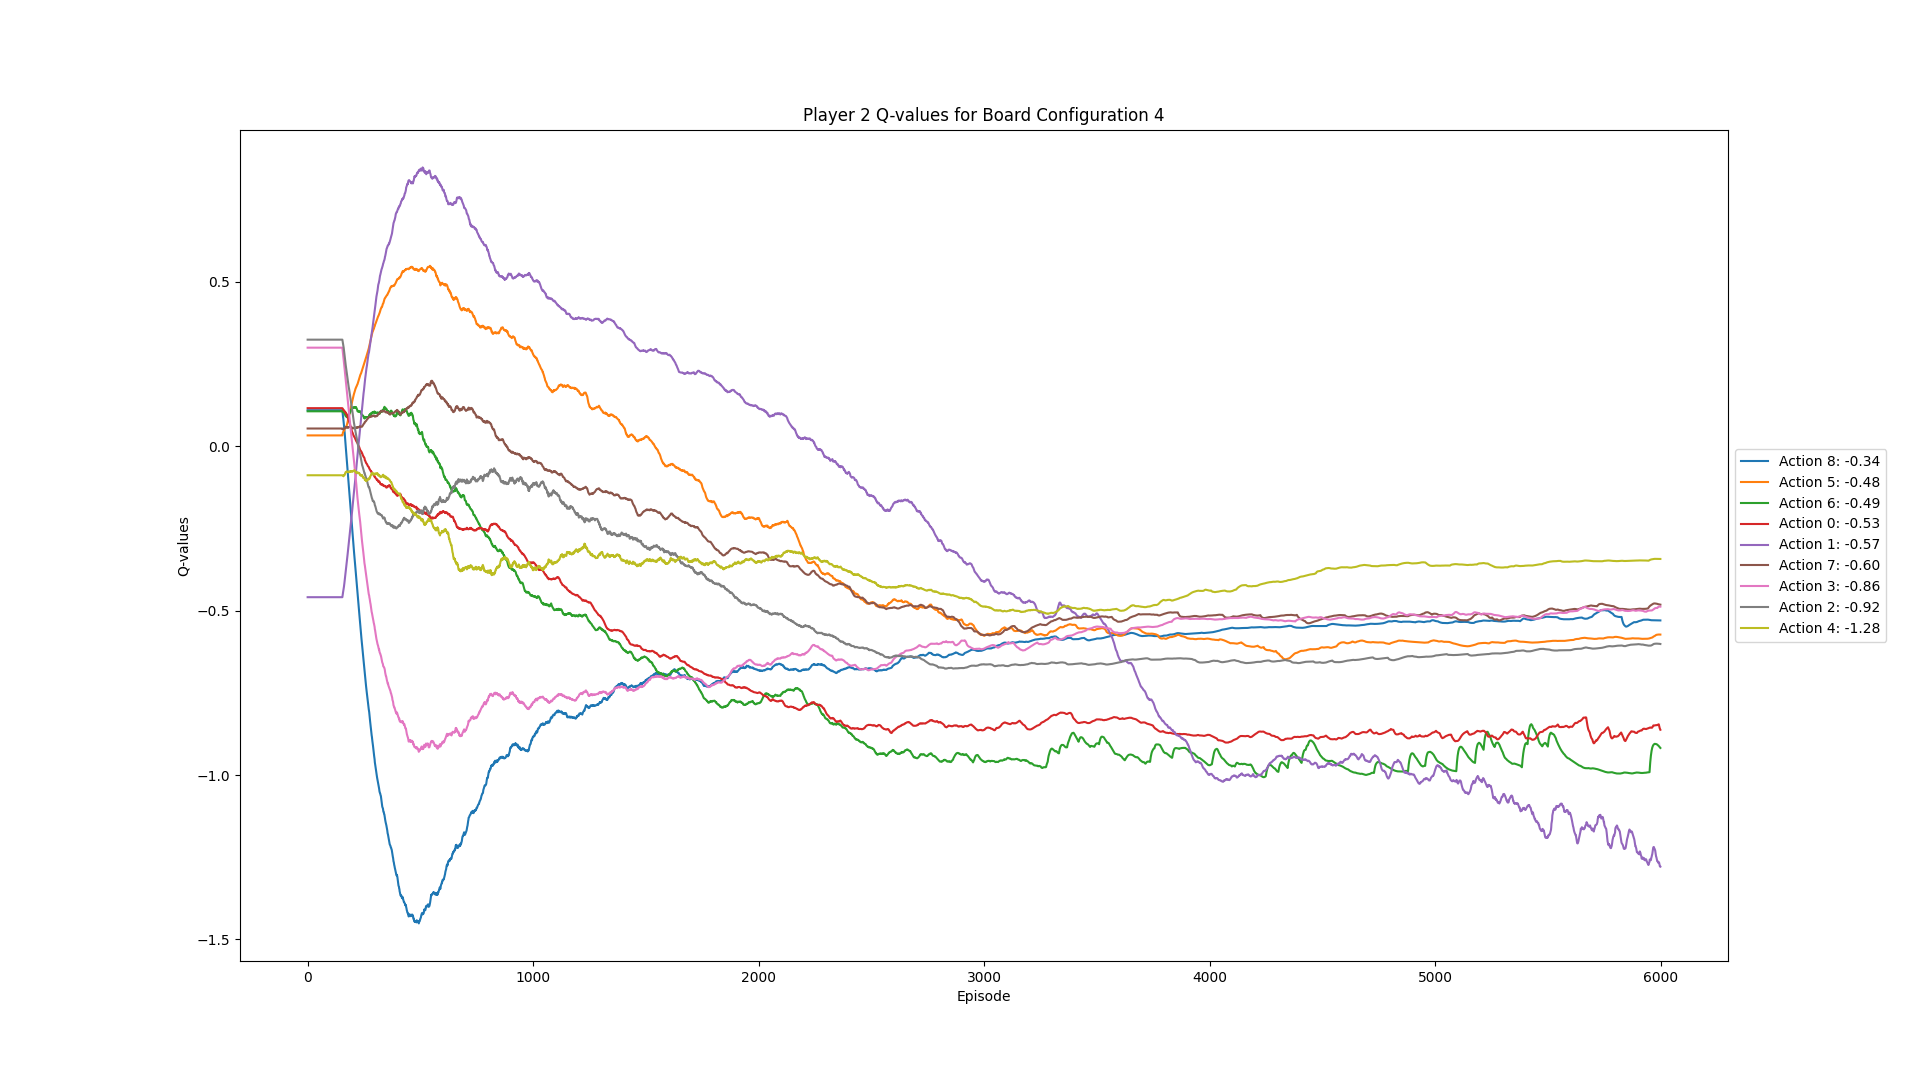 Player 2 Q-values for Board Configuration 4
0.5
0.0
−0.5
−1.0
−1.5
Q-values
0 1000 2000 3000 4000 5000 6000
Episode
Action 8: -0.34
Action 5: -0.48
Action 6: -0.49
Action 0: -0.53
Action 1: -0.57
Action 7: -0.60
Action 3: -0.86
Action 2: -0.92
Action 4: -1.28